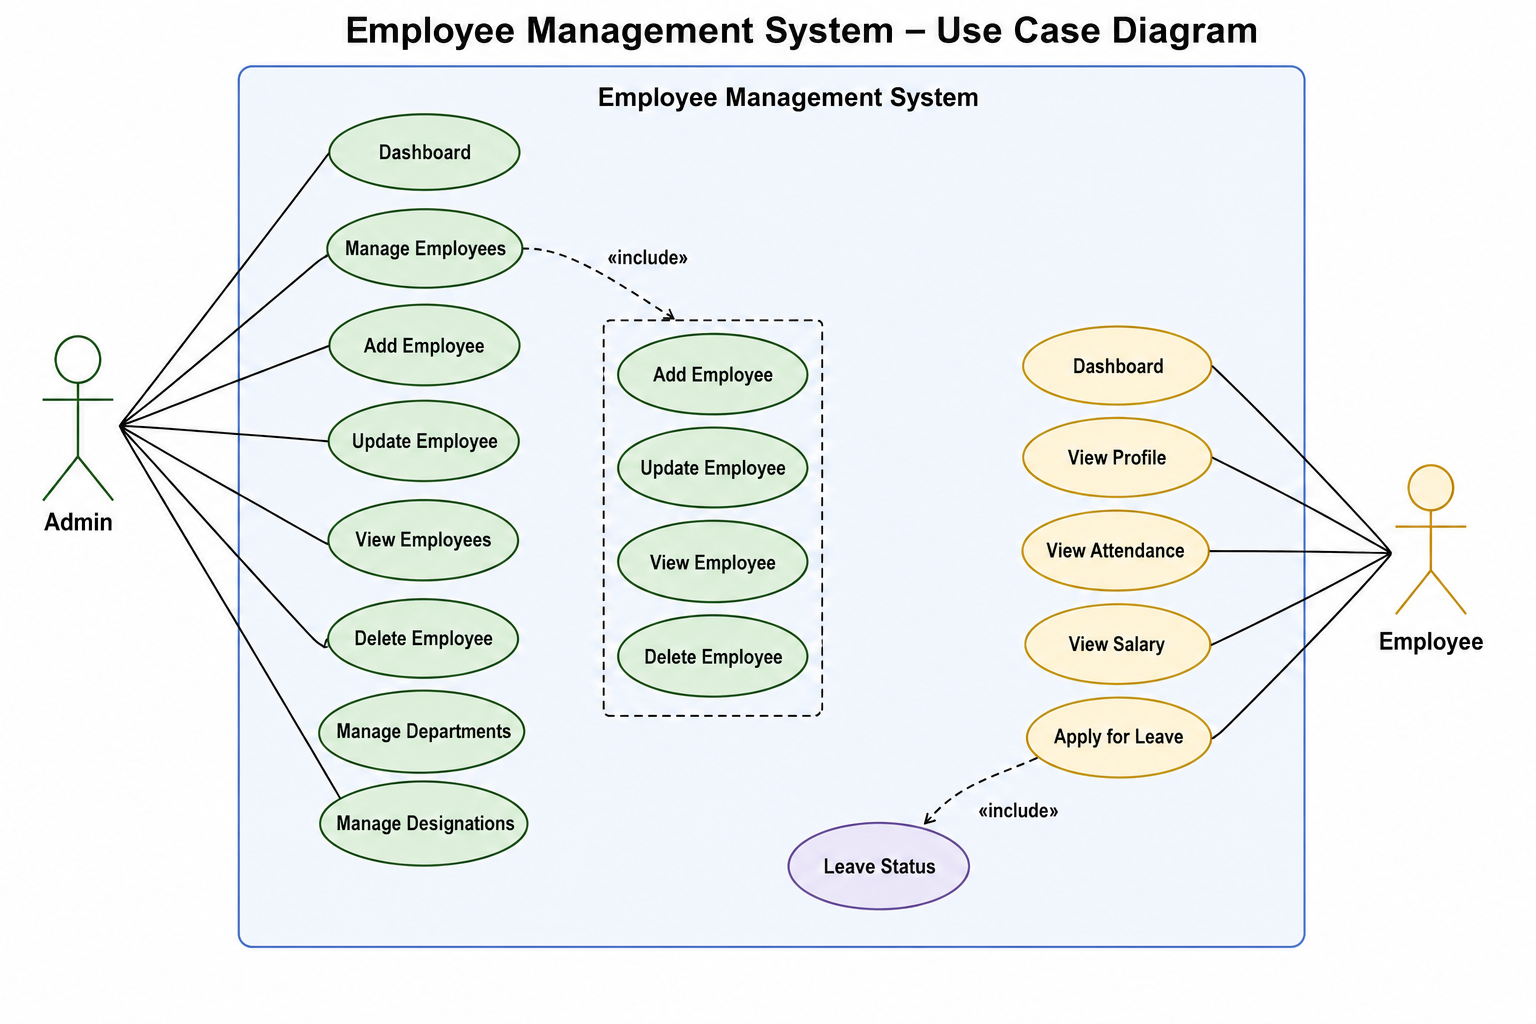 Employee Management System – Use Case Diagram
Employee Management System
Dashboard
Manage Employees
«include»
Add Employee
Update Employee
View Employees
Delete Employee
Manage Departments
Manage Designations
Add Employee
Update Employee
View Employee
Delete Employee
Dashboard
View Profile
View Attendance
View Salary
Apply for Leave
«include»
Leave Status
Admin
Employee